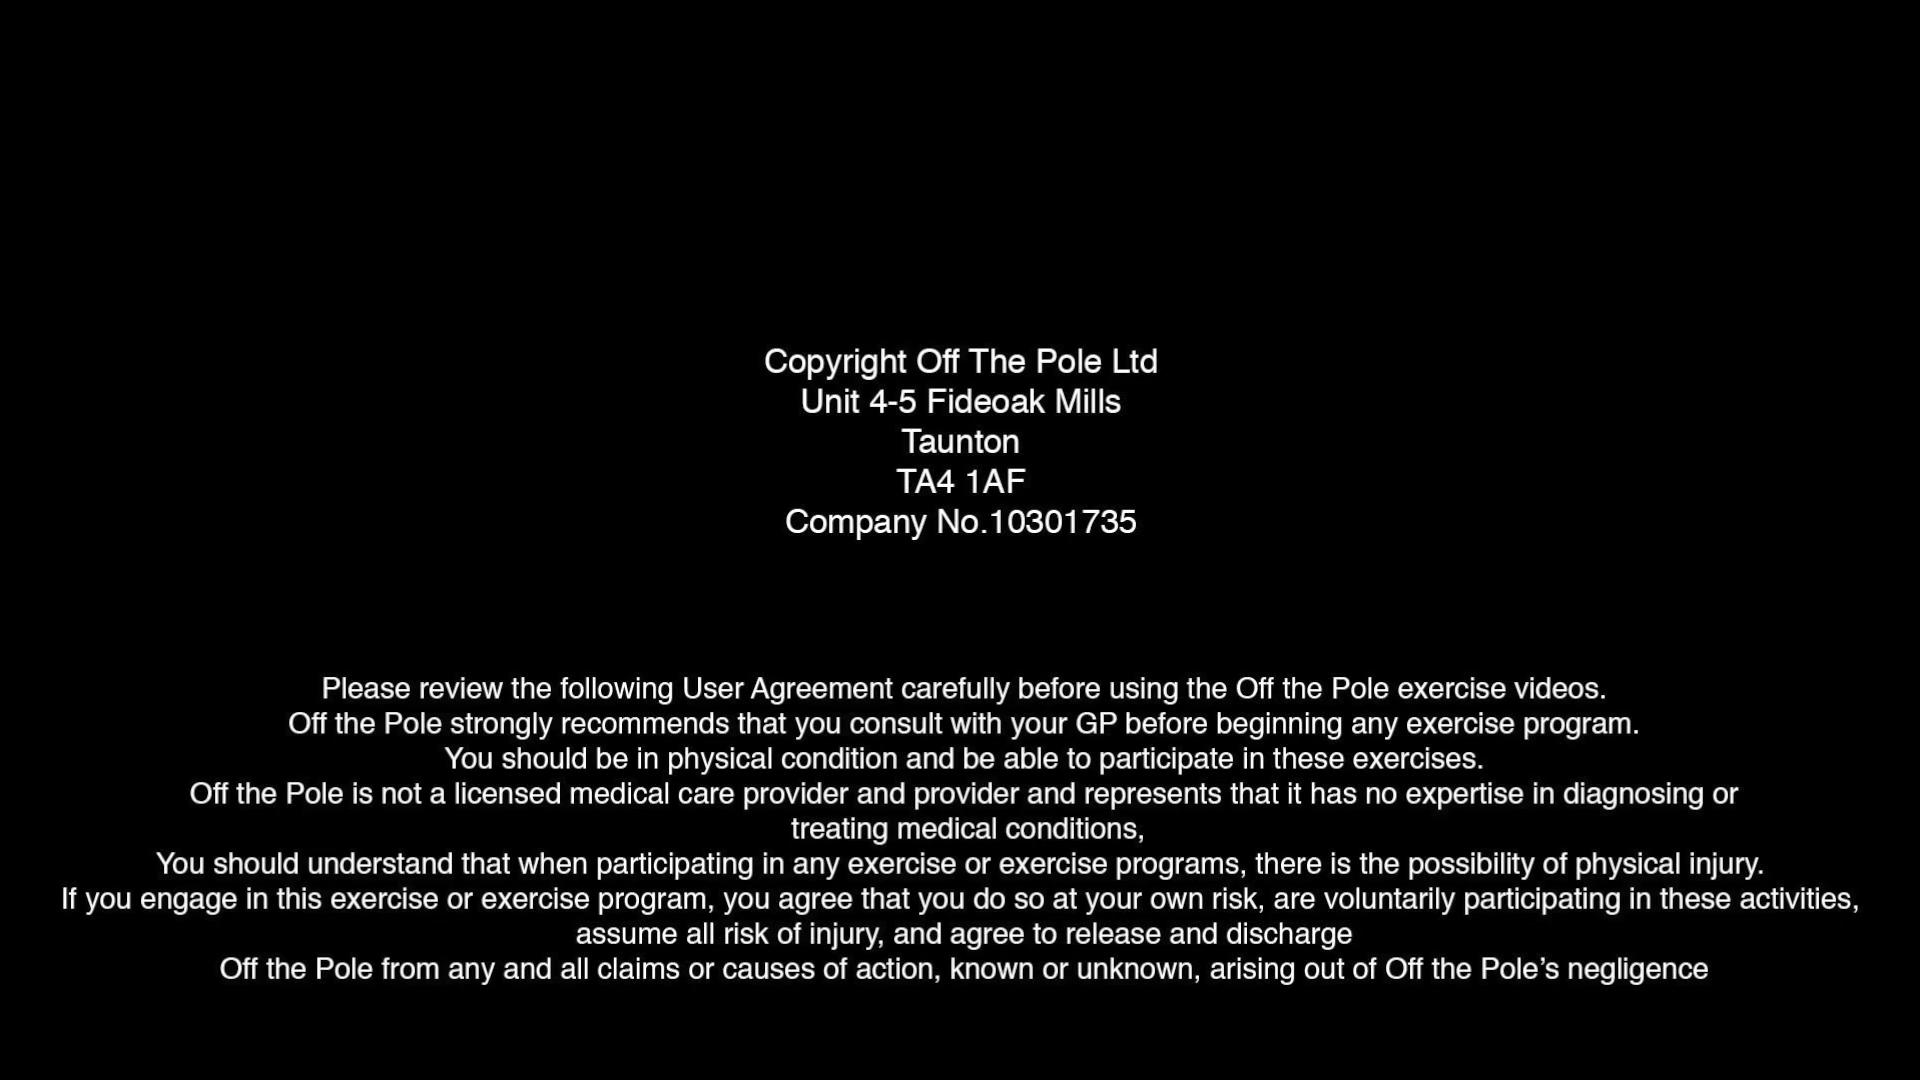 Copyright Off The Pole Ltd
Unit 4-5 Fideoak Mills
Taunton
TA4 1AF
Company No.10301735
Please review the following User Agreement carefully before using the Off the Pole exercise videos.
Off the Pole strongly recommends that you consult with your GP before beginning any exercise program.
You should be in physical condition and be able to participate in these exercises.
Off the Pole is not a licensed medical care provider and provider and represents that it has no expertise in diagnosing or
treating medical conditions,
You should understand that when participating in any exercise or exercise programs, there is the possibility of physical injury.
If you engage in this exercise or exercise program, you agree that you do so at your own risk, are voluntarily participating in these activities,
assume all risk of injury, and agree to release and discharge
Off the Pole from any and all claims or causes of action, known or unknown, arising out of Off the Pole’s negligence